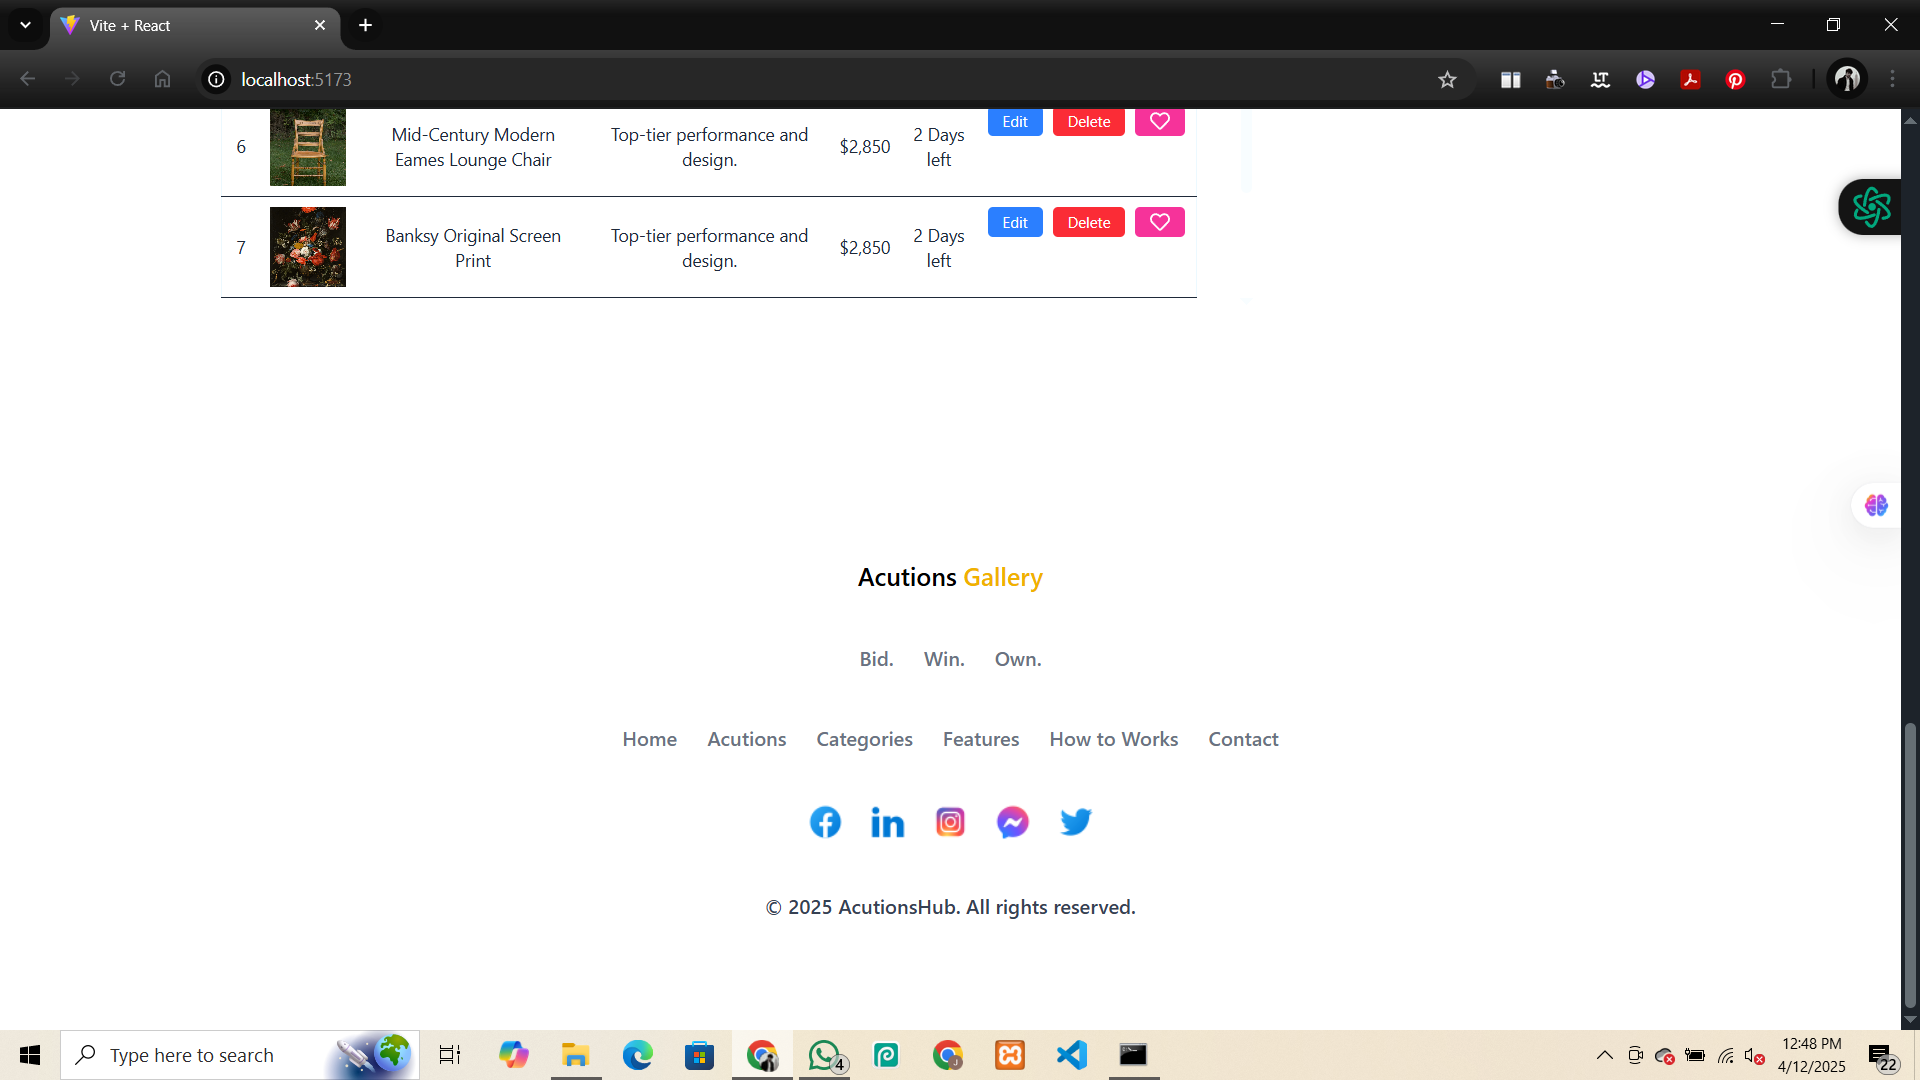 Vite + React
localhost:5173
6
Mid-Century Modern
Eames Lounge Chair
Top-tier performance and
design.
$2,850
2 Days
left
Edit
Delete
7
Banksy Original Screen
Print
Top-tier performance and
design.
$2,850
2 Days
left
Edit
Delete
Acutions Gallery
Bid. Win. Own.
Home Acutions Categories Features How to Works Contact
© 2025 AcutionsHub. All rights reserved.
Type here to search
4
12:48 PM
4/12/2025
22